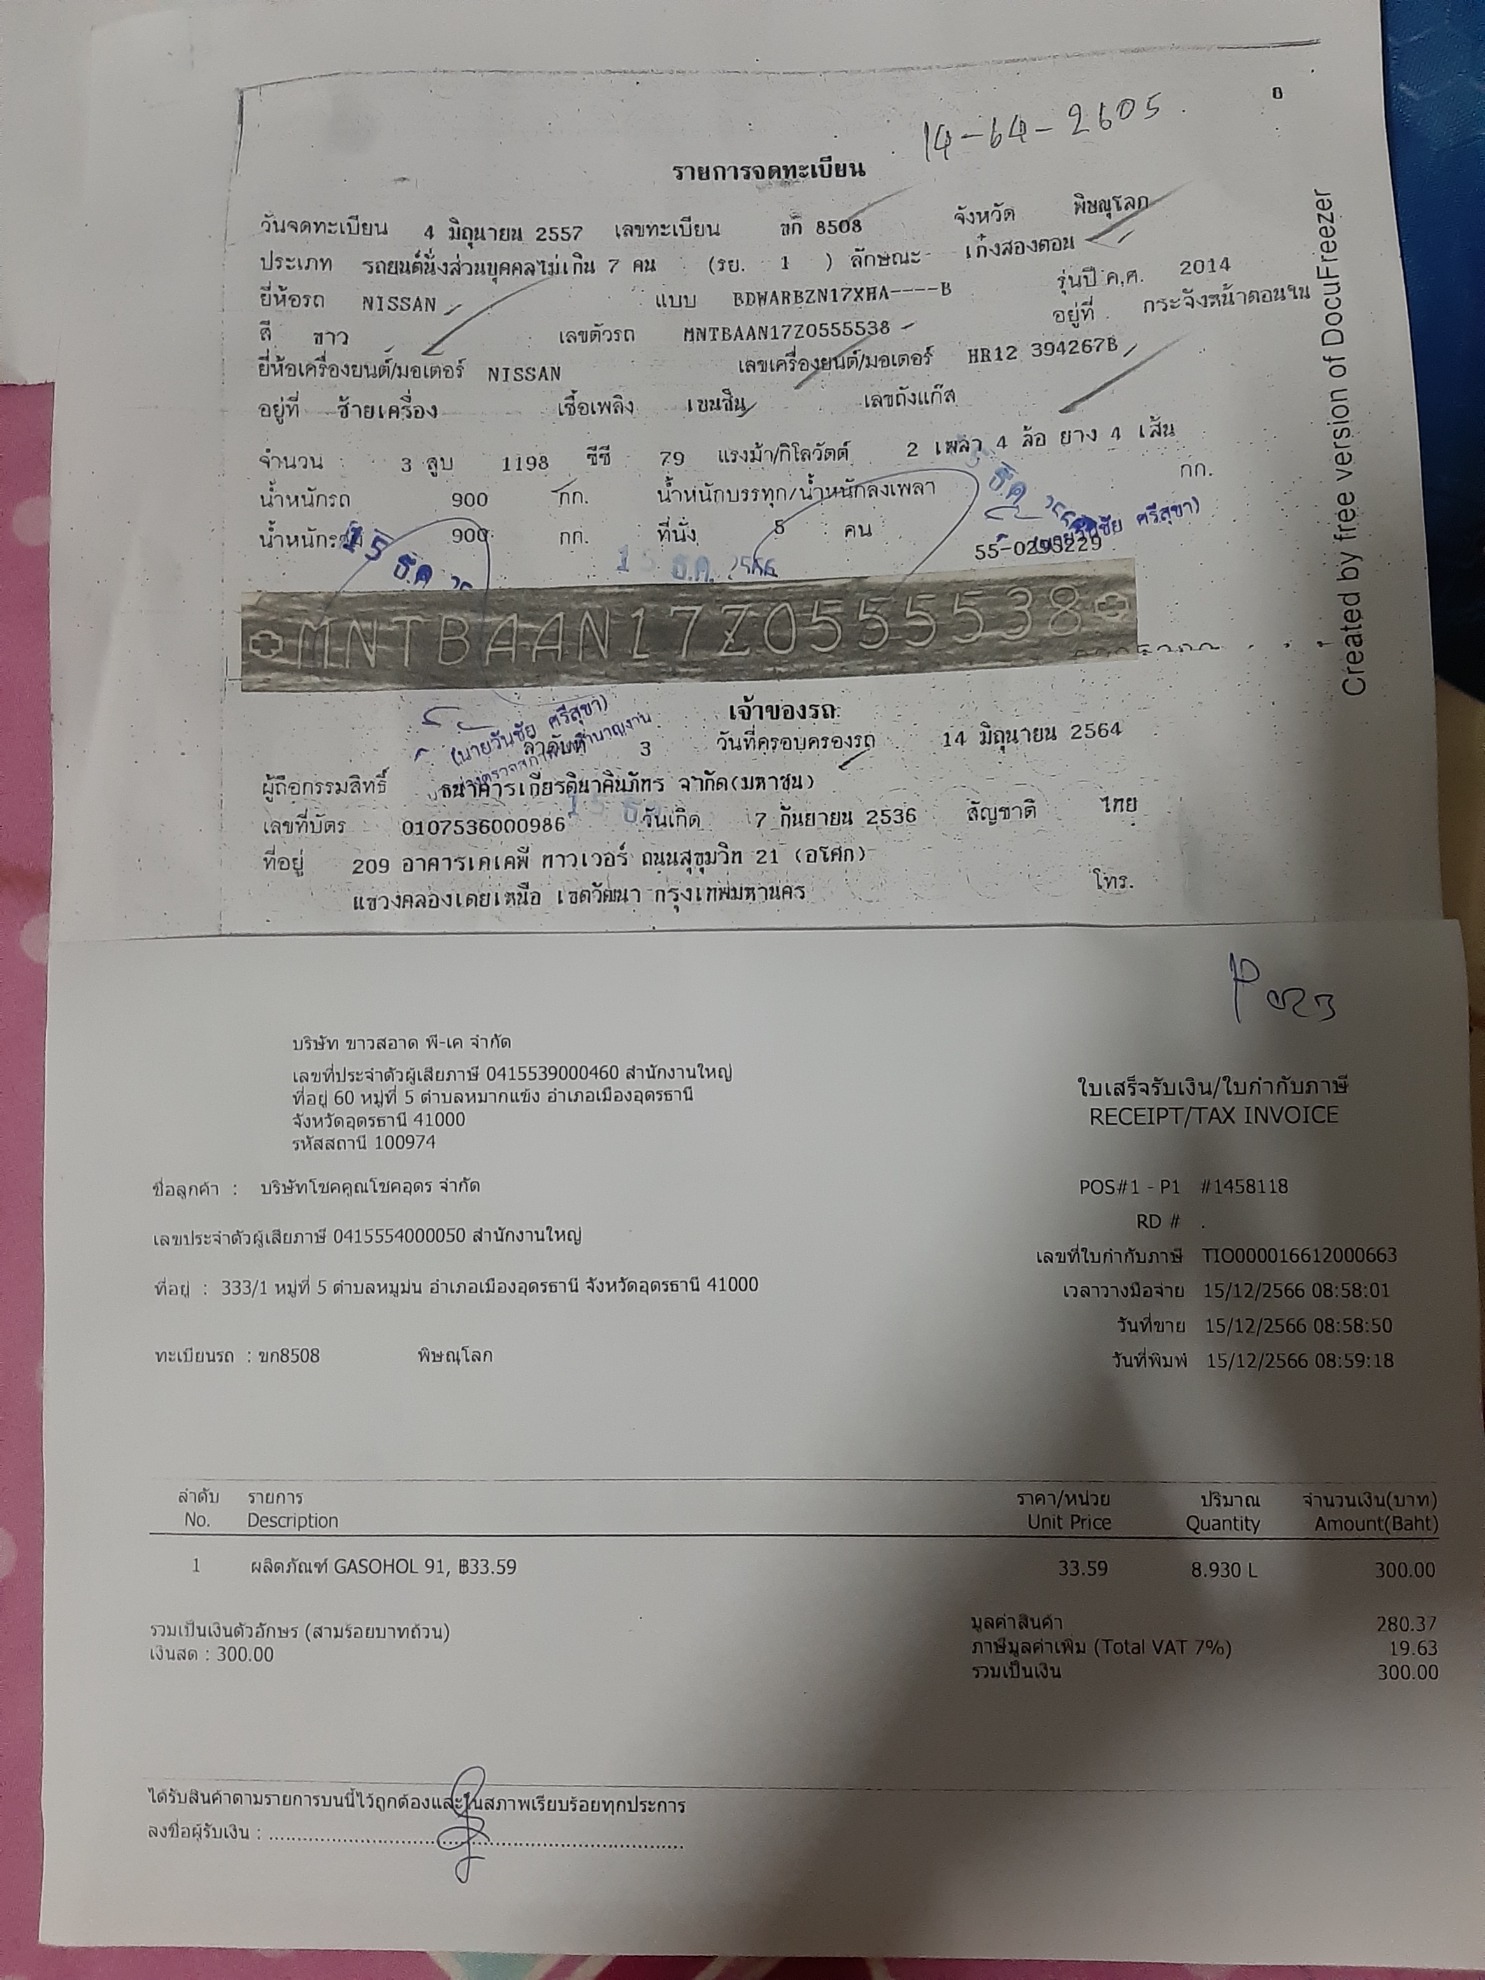 14-64-2605
รายการจดทะเบียน
วันจดทะเบียน 4 มิถุนายน 2557 เลขทะเบียน ขก 8508 จังหวัด พิษณุโลก
ประเภท รถยนต์นั่งส่วนบุคคลไม่เกิน 7 คน (รย. 1 ) ลักษณะ เก๋งสองตอน
ยี่ห้อรถ NISSAN แบบ BDWARBZN17XHA----B รุ่นปี ค.ศ. 2014
สี ขาว เลขตัวรถ MNTBAAN17Z0555538 อยู่ที่ กระจังหน้าตอนบน
ยี่ห้อเครื่องยนต์/มอเตอร์ NISSAN เลขเครื่องยนต์/มอเตอร์ HR12 394267B
อยู่ที่ ซ้ายเครื่อง เชื้อเพลิง เบนซิน เลขถังแก๊ส
จำนวน 3 สูบ 1198 ซีซี 79 แรงม้า/กิโลวัตต์ 2 เพลา 4 ล้อ ยาง 4 เส้น
น้ำหนักรถ 900 กก. น้ำหนักบรรทุก/น้ำหนักลงเพลา กก.
น้ำหนักรวม 900 กก. ที่นั่ง 5 คน
55-0293229
15 ธ.ค. 2566
MNTBAAN17Z0555538
(นายวันชัย ศรีสุขา)
เจ้าของรถ
ลำดับที่ 3 วันที่ครอบครองรถ 14 มิถุนายน 2564
ผู้ถือกรรมสิทธิ์ ธนาคารเกียรตินาคินภัทร จำกัด(มหาชน)
เลขที่บัตร 0107536000986 วันเกิด 7 กันยายน 2536 สัญชาติ ไทย
ที่อยู่ 209 อาคารเคเคพี ทาวเวอร์ ถนนสุขุมวิท 21 (อโศก)
แขวงคลองเตยเหนือ เขตวัฒนา กรุงเทพมหานคร โทร.
Created by free version of DocuFreezer
บริษัท ขาวสอาด พี-เค จำกัด
เลขที่ประจำตัวผู้เสียภาษี 0415539000460 สำนักงานใหญ่
ที่อยู่ 60 หมู่ที่ 5 ตำบลหมากแข้ง อำเภอเมืองอุดรธานี
จังหวัดอุดรธานี 41000
รหัสสถานี 100974
ใบเสร็จรับเงิน/ใบกำกับภาษี
RECEIPT/TAX INVOICE
ชื่อลูกค้า : บริษัทโชคคูณโชคอุดร จำกัด
POS#1 - P1 #1458118
RD # .
เลขประจำตัวผู้เสียภาษี 0415554000050 สำนักงานใหญ่
เลขที่ใบกำกับภาษี TIO000016612000663
ที่อยู่ : 333/1 หมู่ที่ 5 ตำบลหมูม่น อำเภอเมืองอุดรธานี จังหวัดอุดรธานี 41000
เวลาวางมือจ่าย 15/12/2566 08:58:01
วันที่ขาย 15/12/2566 08:58:50
ทะเบียนรถ : ขก8508 พิษณุโลก
วันที่พิมพ์ 15/12/2566 08:59:18
ลำดับ รายการ ราคา/หน่วย ปริมาณ จำนวนเงิน(บาท)
No. Description Unit Price Quantity Amount(Baht)
1 ผลิตภัณฑ์ GASOHOL 91, ฿33.59 33.59 8.930 L 300.00
รวมเป็นเงินตัวอักษร (สามร้อยบาทถ้วน)
เงินสด : 300.00
มูลค่าสินค้า 280.37
ภาษีมูลค่าเพิ่ม (Total VAT 7%) 19.63
รวมเป็นเงิน 300.00
ได้รับสินค้าตามรายการบนนี้ไว้ถูกต้องและในสภาพเรียบร้อยทุกประการ
ลงชื่อผู้รับเงิน :